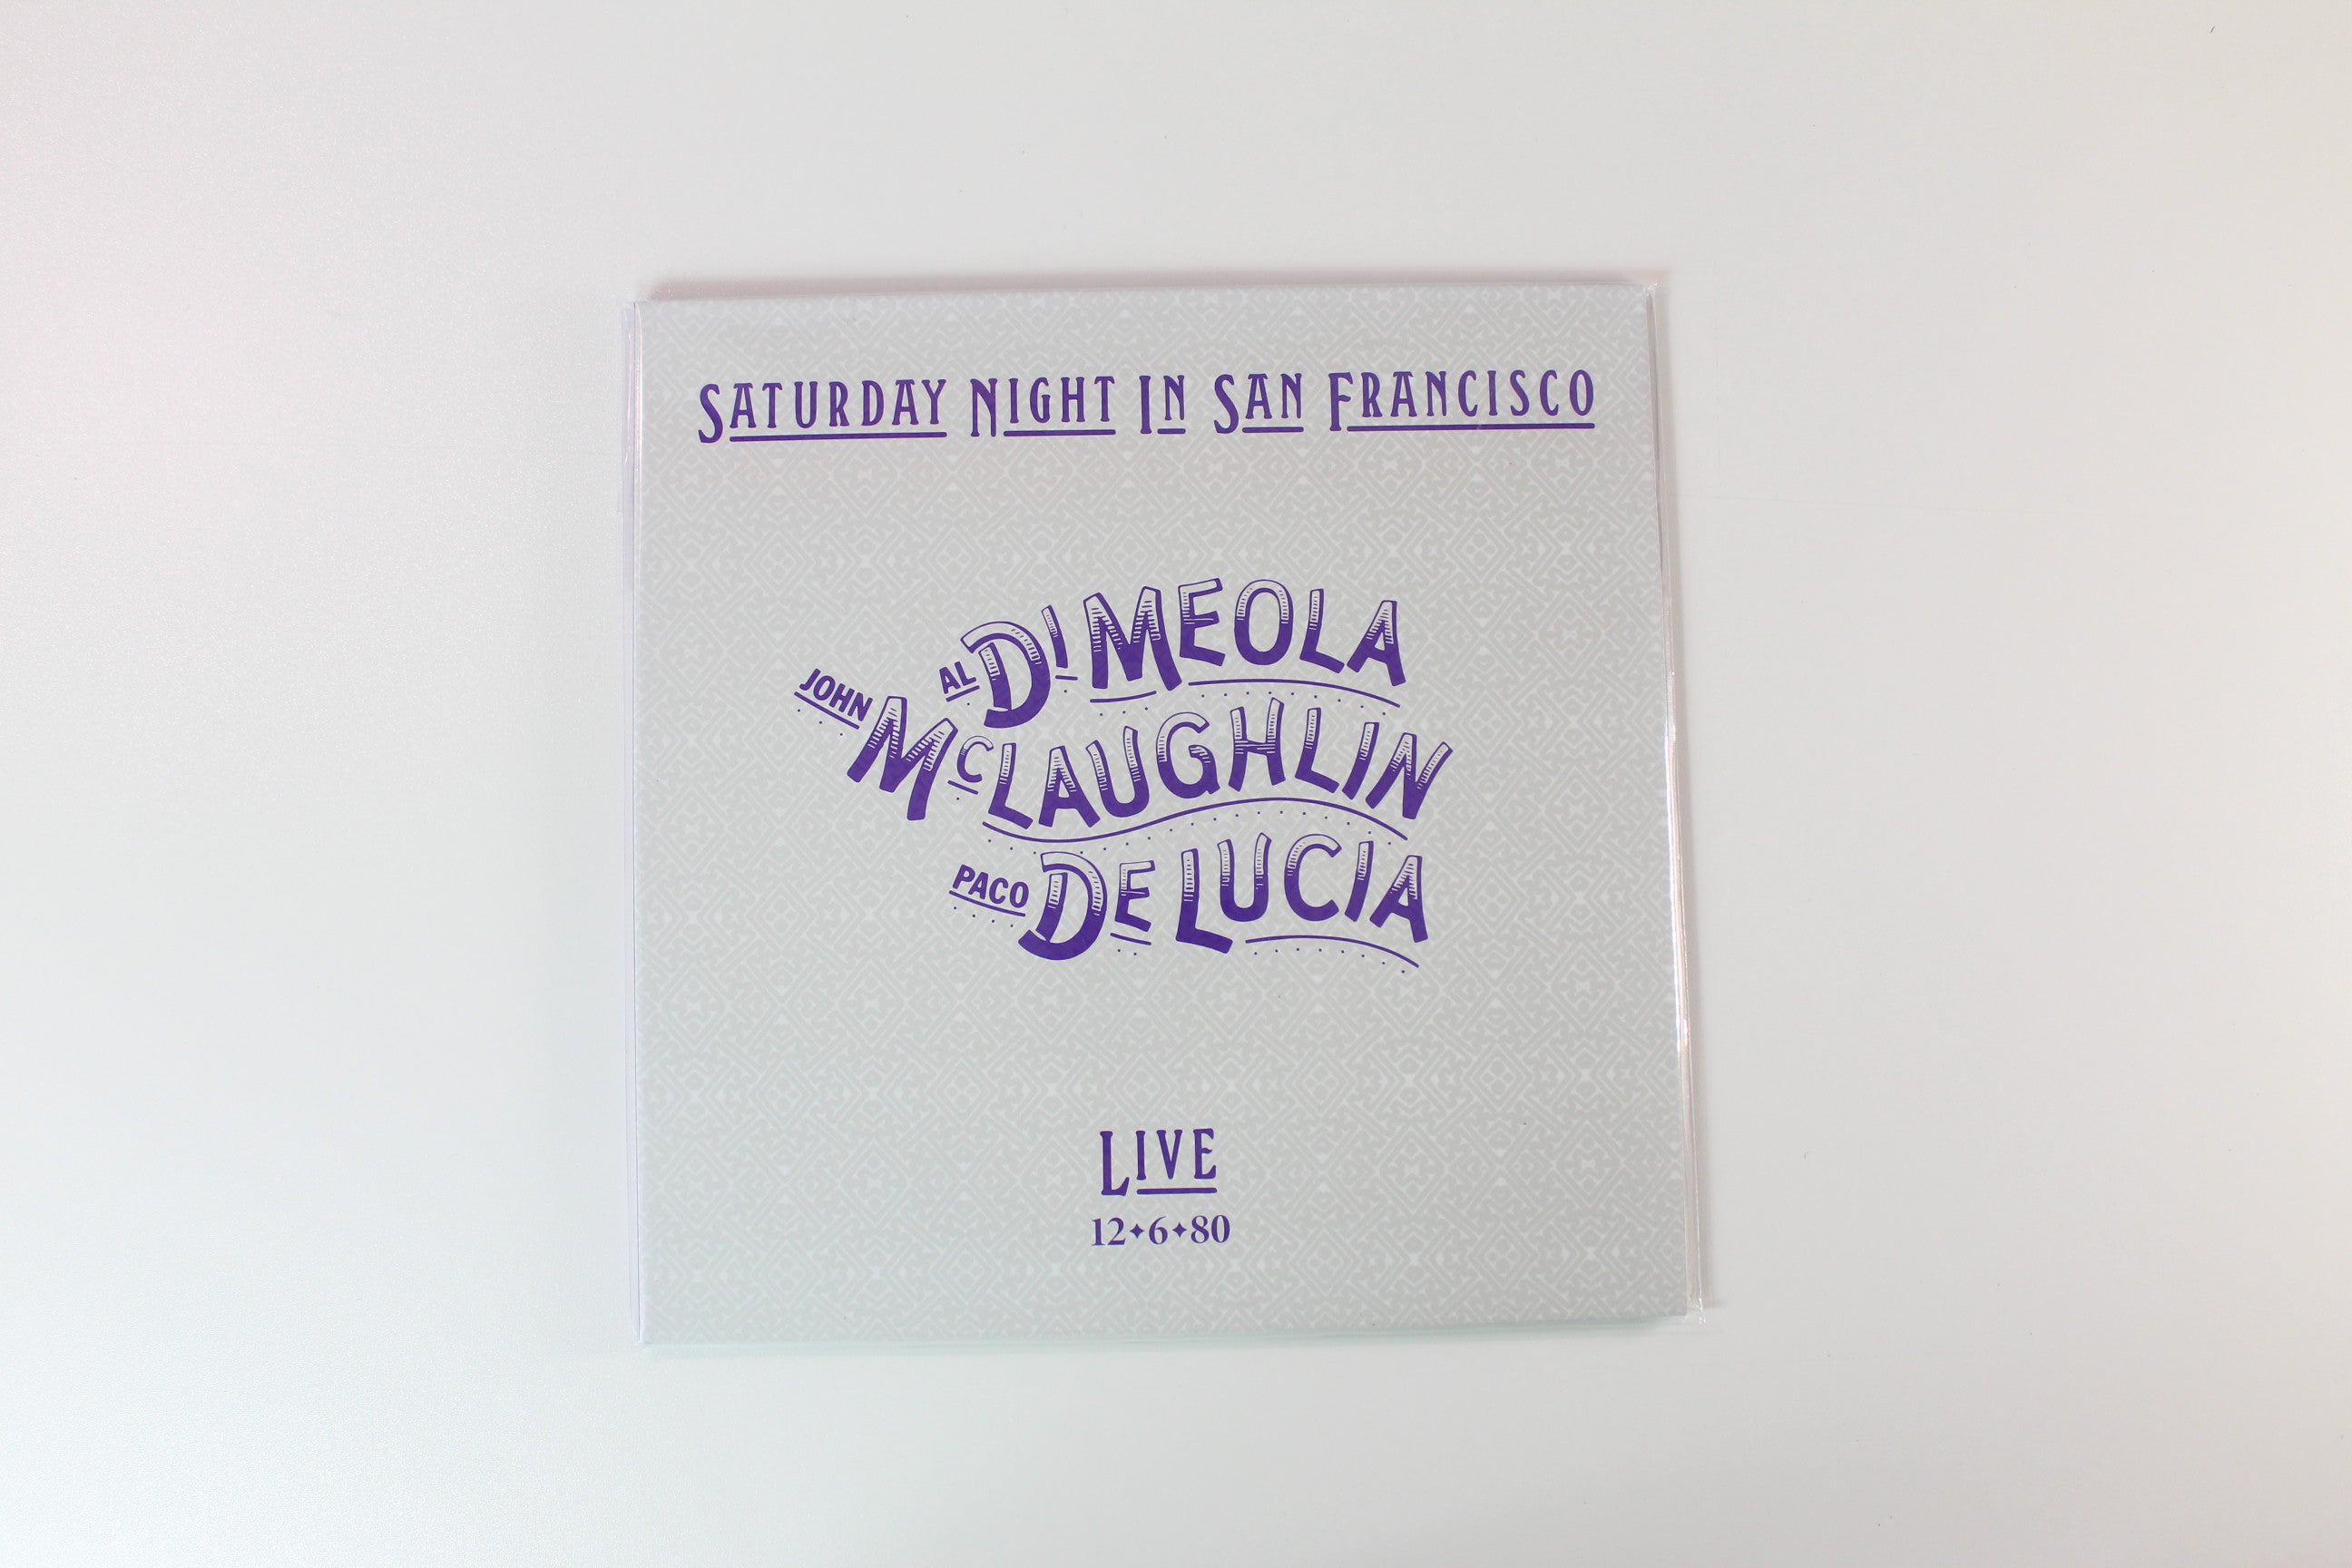 SATURDAY NIGHT IN SAN FRANCISCO
AL DI MEOLA
JOHN MCLAUGHLIN
PACO DE LUCIA
LIVE
12✦6✦80